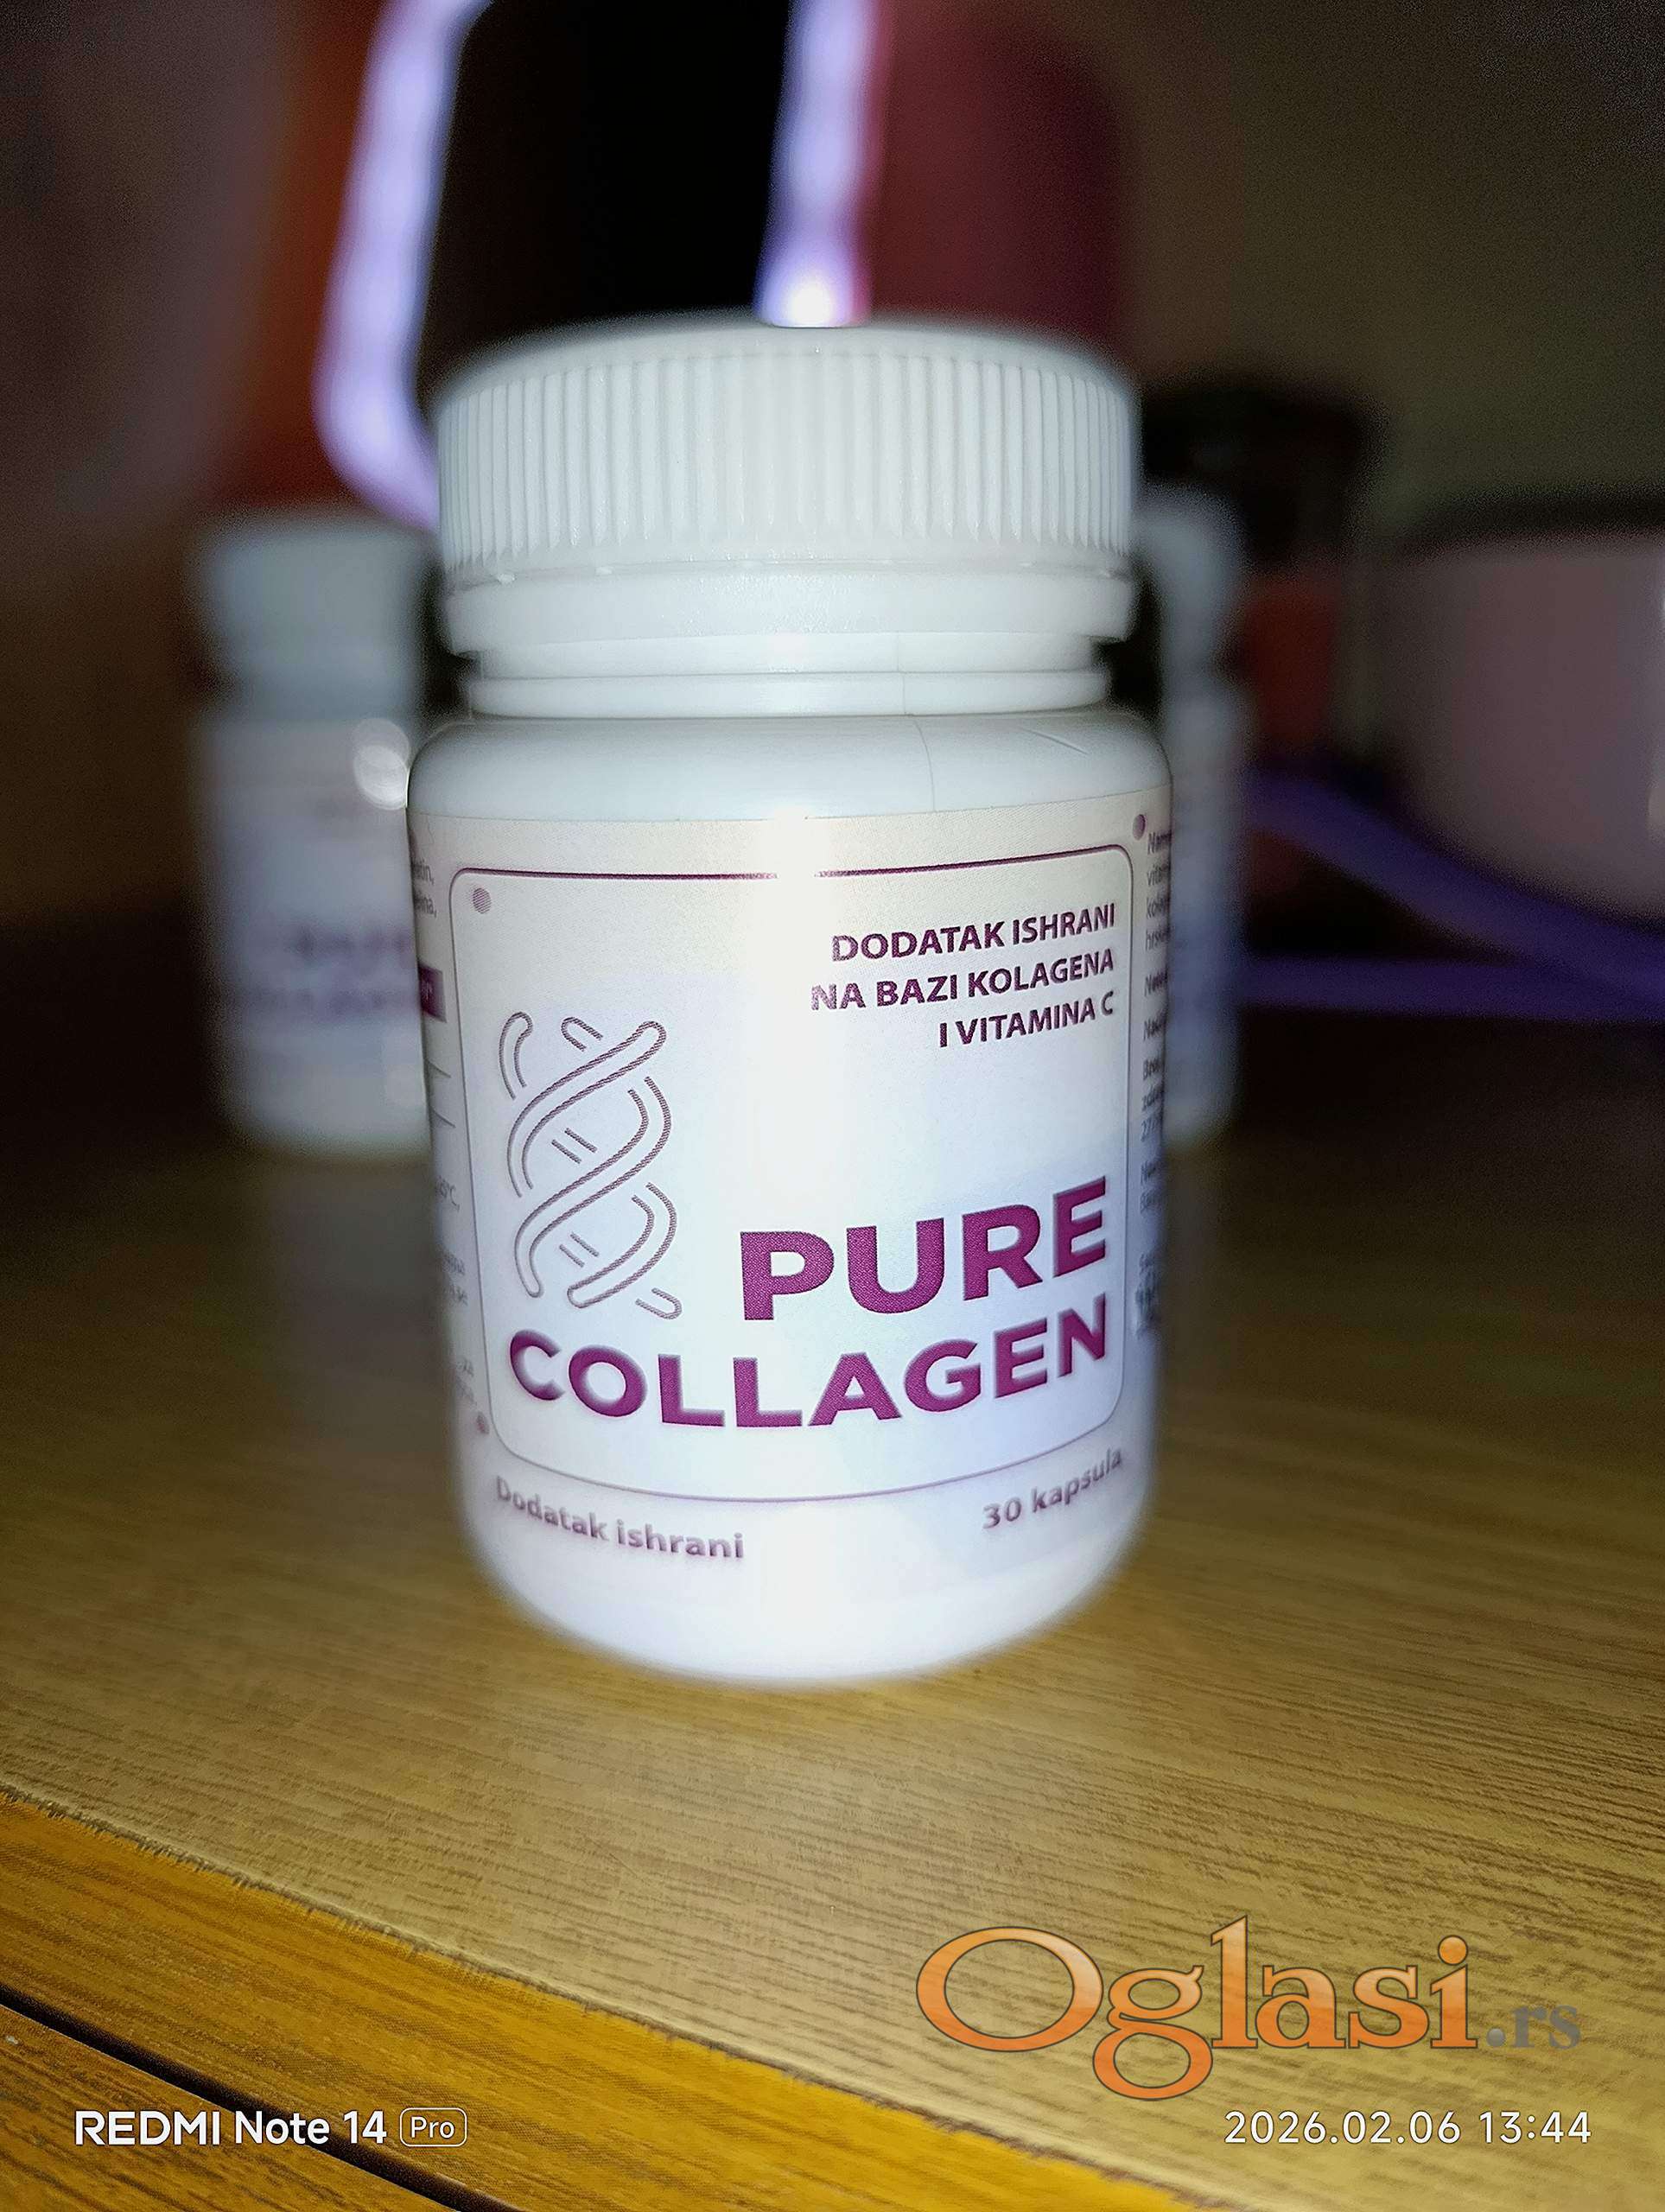 DODATAK ISHRANI
NA BAZI KOLAGENA
I VITAMINA C
PURE
COLLAGEN
Dodatak ishrani
30 kapsula
Oglasi.rs
REDMI Note 14 Pro
2026.02.06 13:44